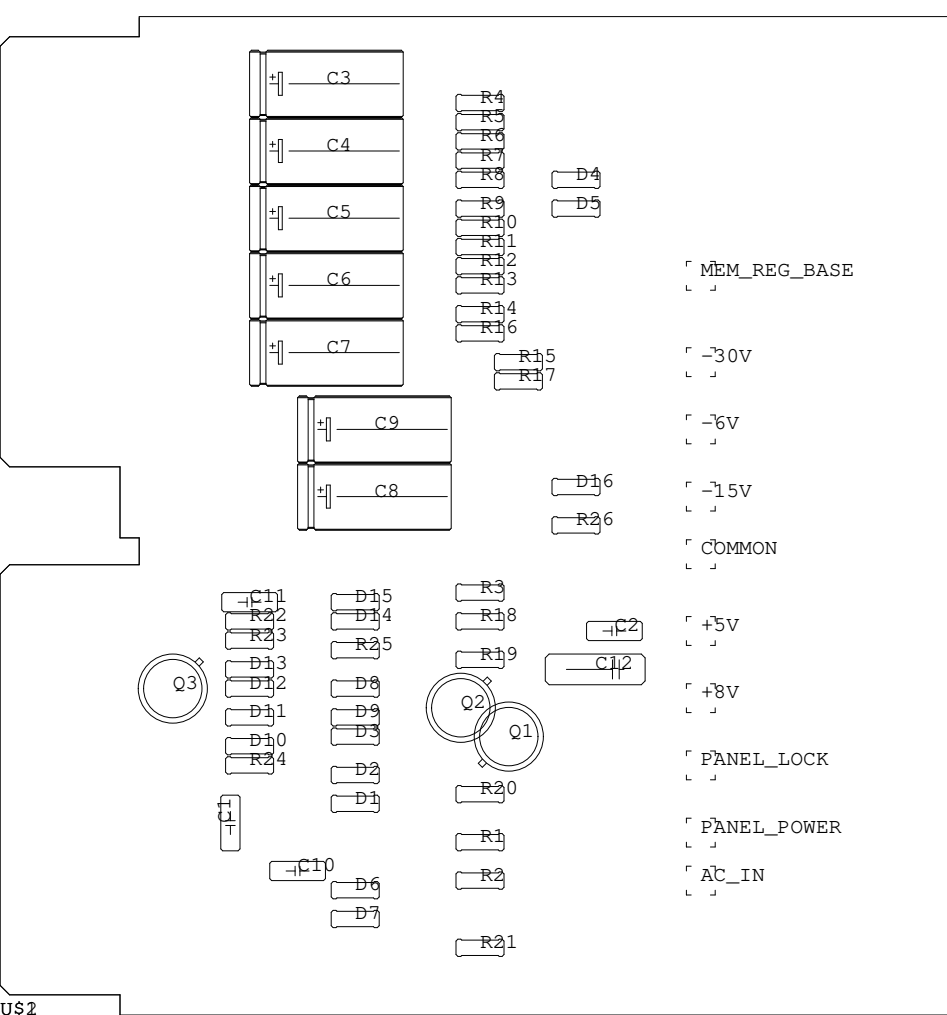 C3
R4
R5
C4
R6
R7
R8 D4
C5
R9 D5
R10
R11
R12
MEM_REG_BASE
C6
R13
R14
R16
C7
R15
-30V
R17
C9
-6V
D16
C8
-15V
R26
COMMON
R3
C11 D15
R22 D14 R18
C2
+5V
R23
R25
R19
D13
C12
Q3
D12 D8
+8V
Q2
D11 D9
D3
Q1
D10
R24
PANEL_LOCK
D2
R20
D1
C1
PANEL_POWER
R1
C10
R2
AC_IN
D6
D7
R21